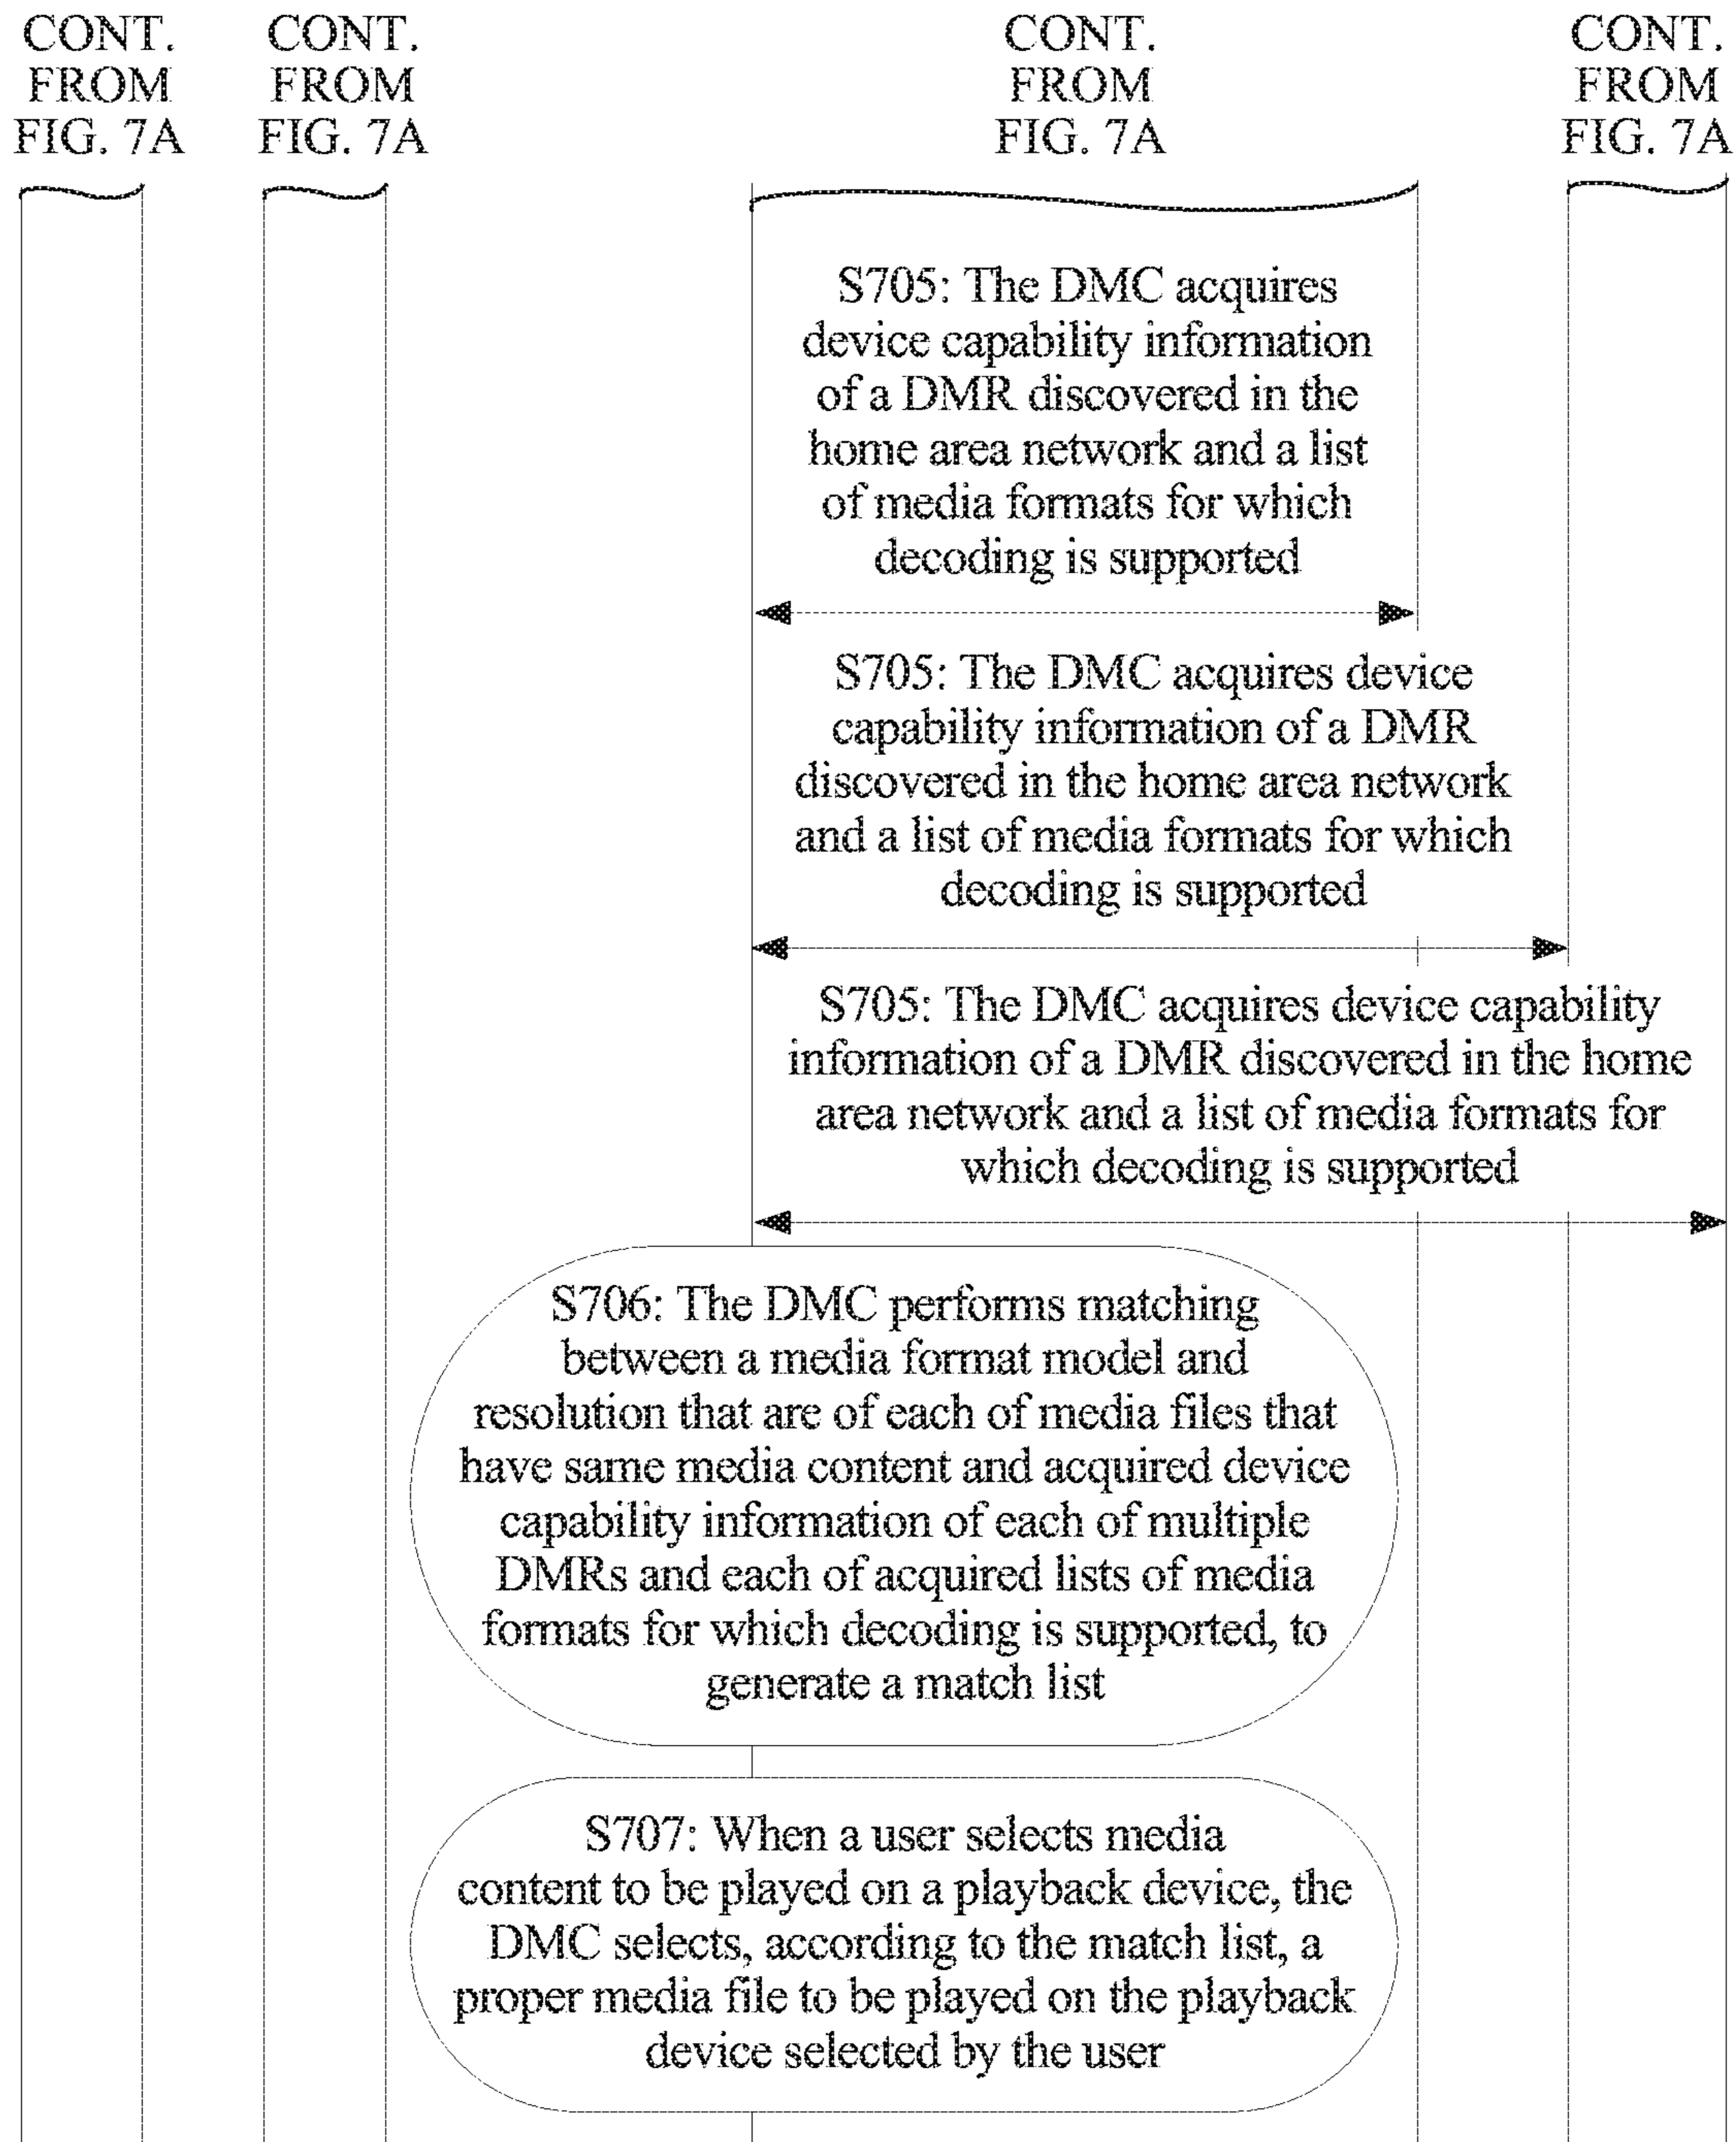 CONT.
FROM
FIG. 7A
CONT.
FROM
FIG. 7A
CONT.
FROM
FIG. 7A
CONT.
FROM
FIG. 7A
S705: The DMC acquires
device capability information
of a DMR discovered in the
home area network and a list
of media formats for which
decoding is supported
S705: The DMC acquires device
capability information of a DMR
discovered in the home area network
and a list of media formats for which
decoding is supported
S705: The DMC acquires device capability
information of a DMR discovered in the home
area network and a list of media formats for
which decoding is supported
S706: The DMC performs matching
between a media format model and
resolution that are of each of media files that
have same media content and acquired device
capability information of each of multiple
DMRs and each of acquired lists of media
formats for which decoding is supported, to
generate a match list
S707: When a user selects media
content to be played on a playback device, the
DMC selects, according to the match list, a
proper media file to be played on the playback
device selected by the user